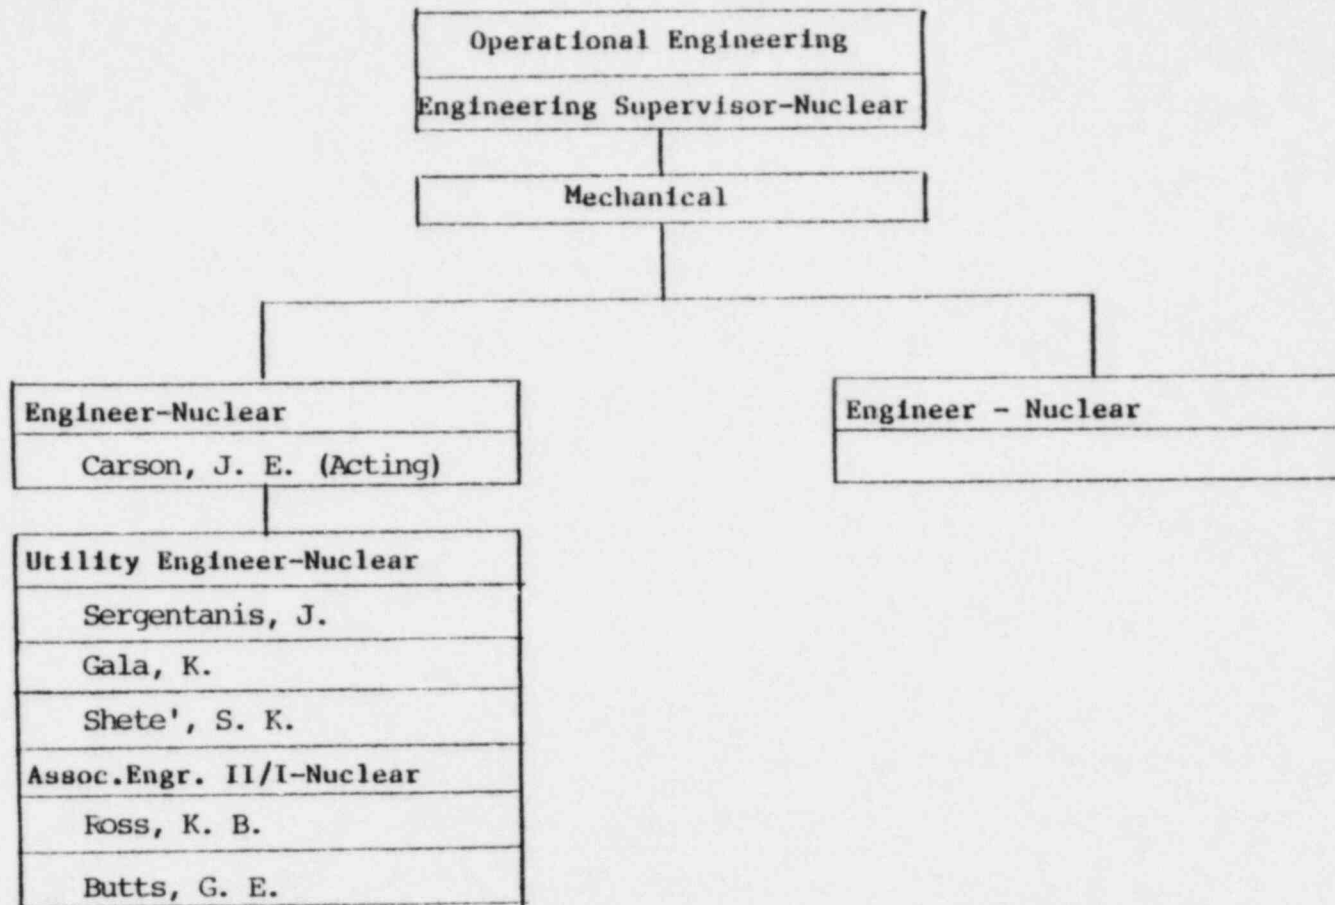 Operational Engineering
Engineering Supervisor-Nuclear
Mechanical
Engineer-Nuclear
Carson, J. E. (Acting)
Engineer - Nuclear
Utility Engineer-Nuclear
Sergentanis, J.
Gala, K.
Shete', S. K.
Assoc.Engr. II/I-Nuclear
Ross, K. B.
Butts, G. E.